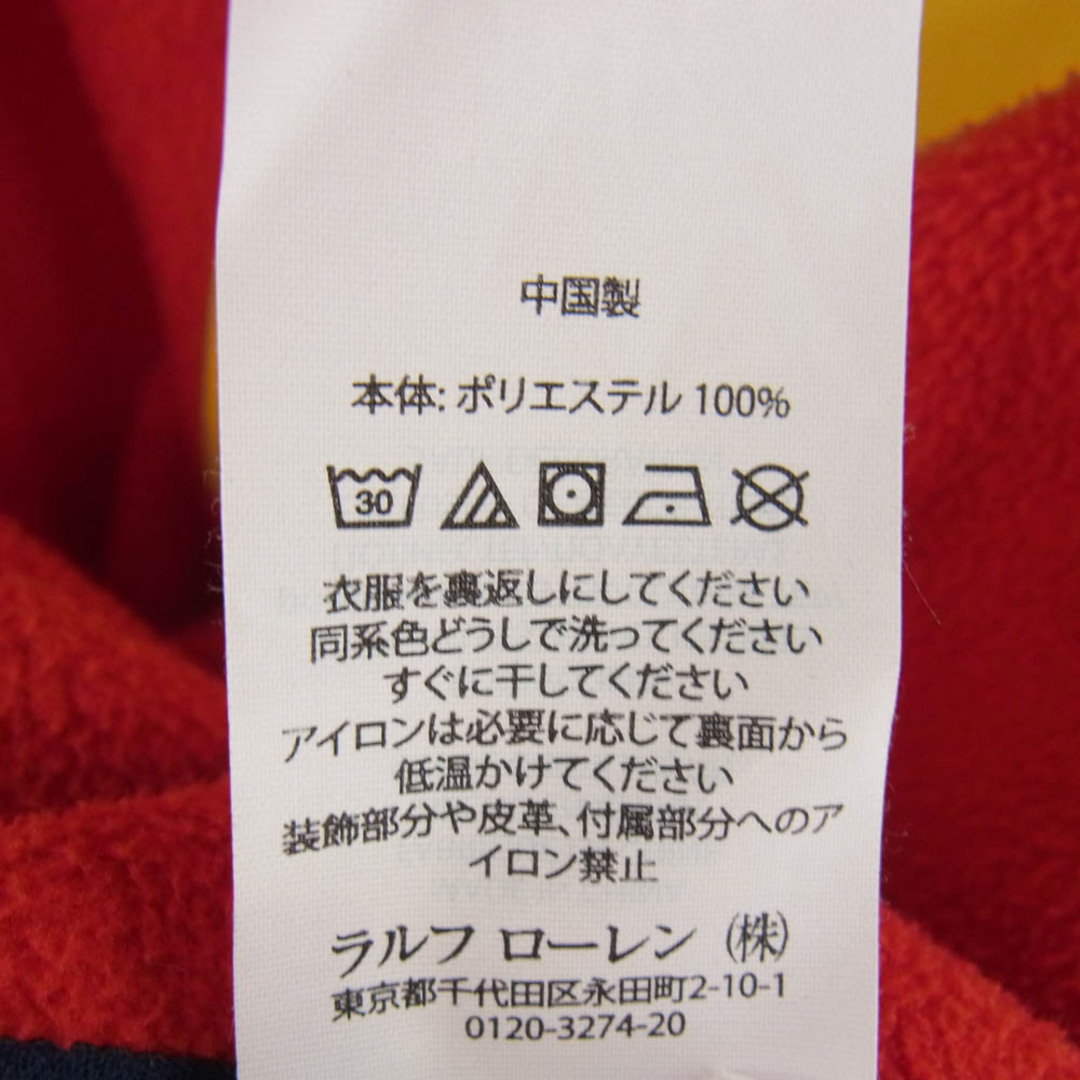 中国製
本体: ポリエステル 100%
30
衣服を裏返しにしてください
同系色どうしで洗ってください
すぐに干してください
アイロンは必要に応じて裏面から
低温かけてください
装飾部分や皮革、付属部分へのア
イロン禁止
ラルフ ローレン (株)
東京都千代田区永田町2-10-1
0120-3274-20